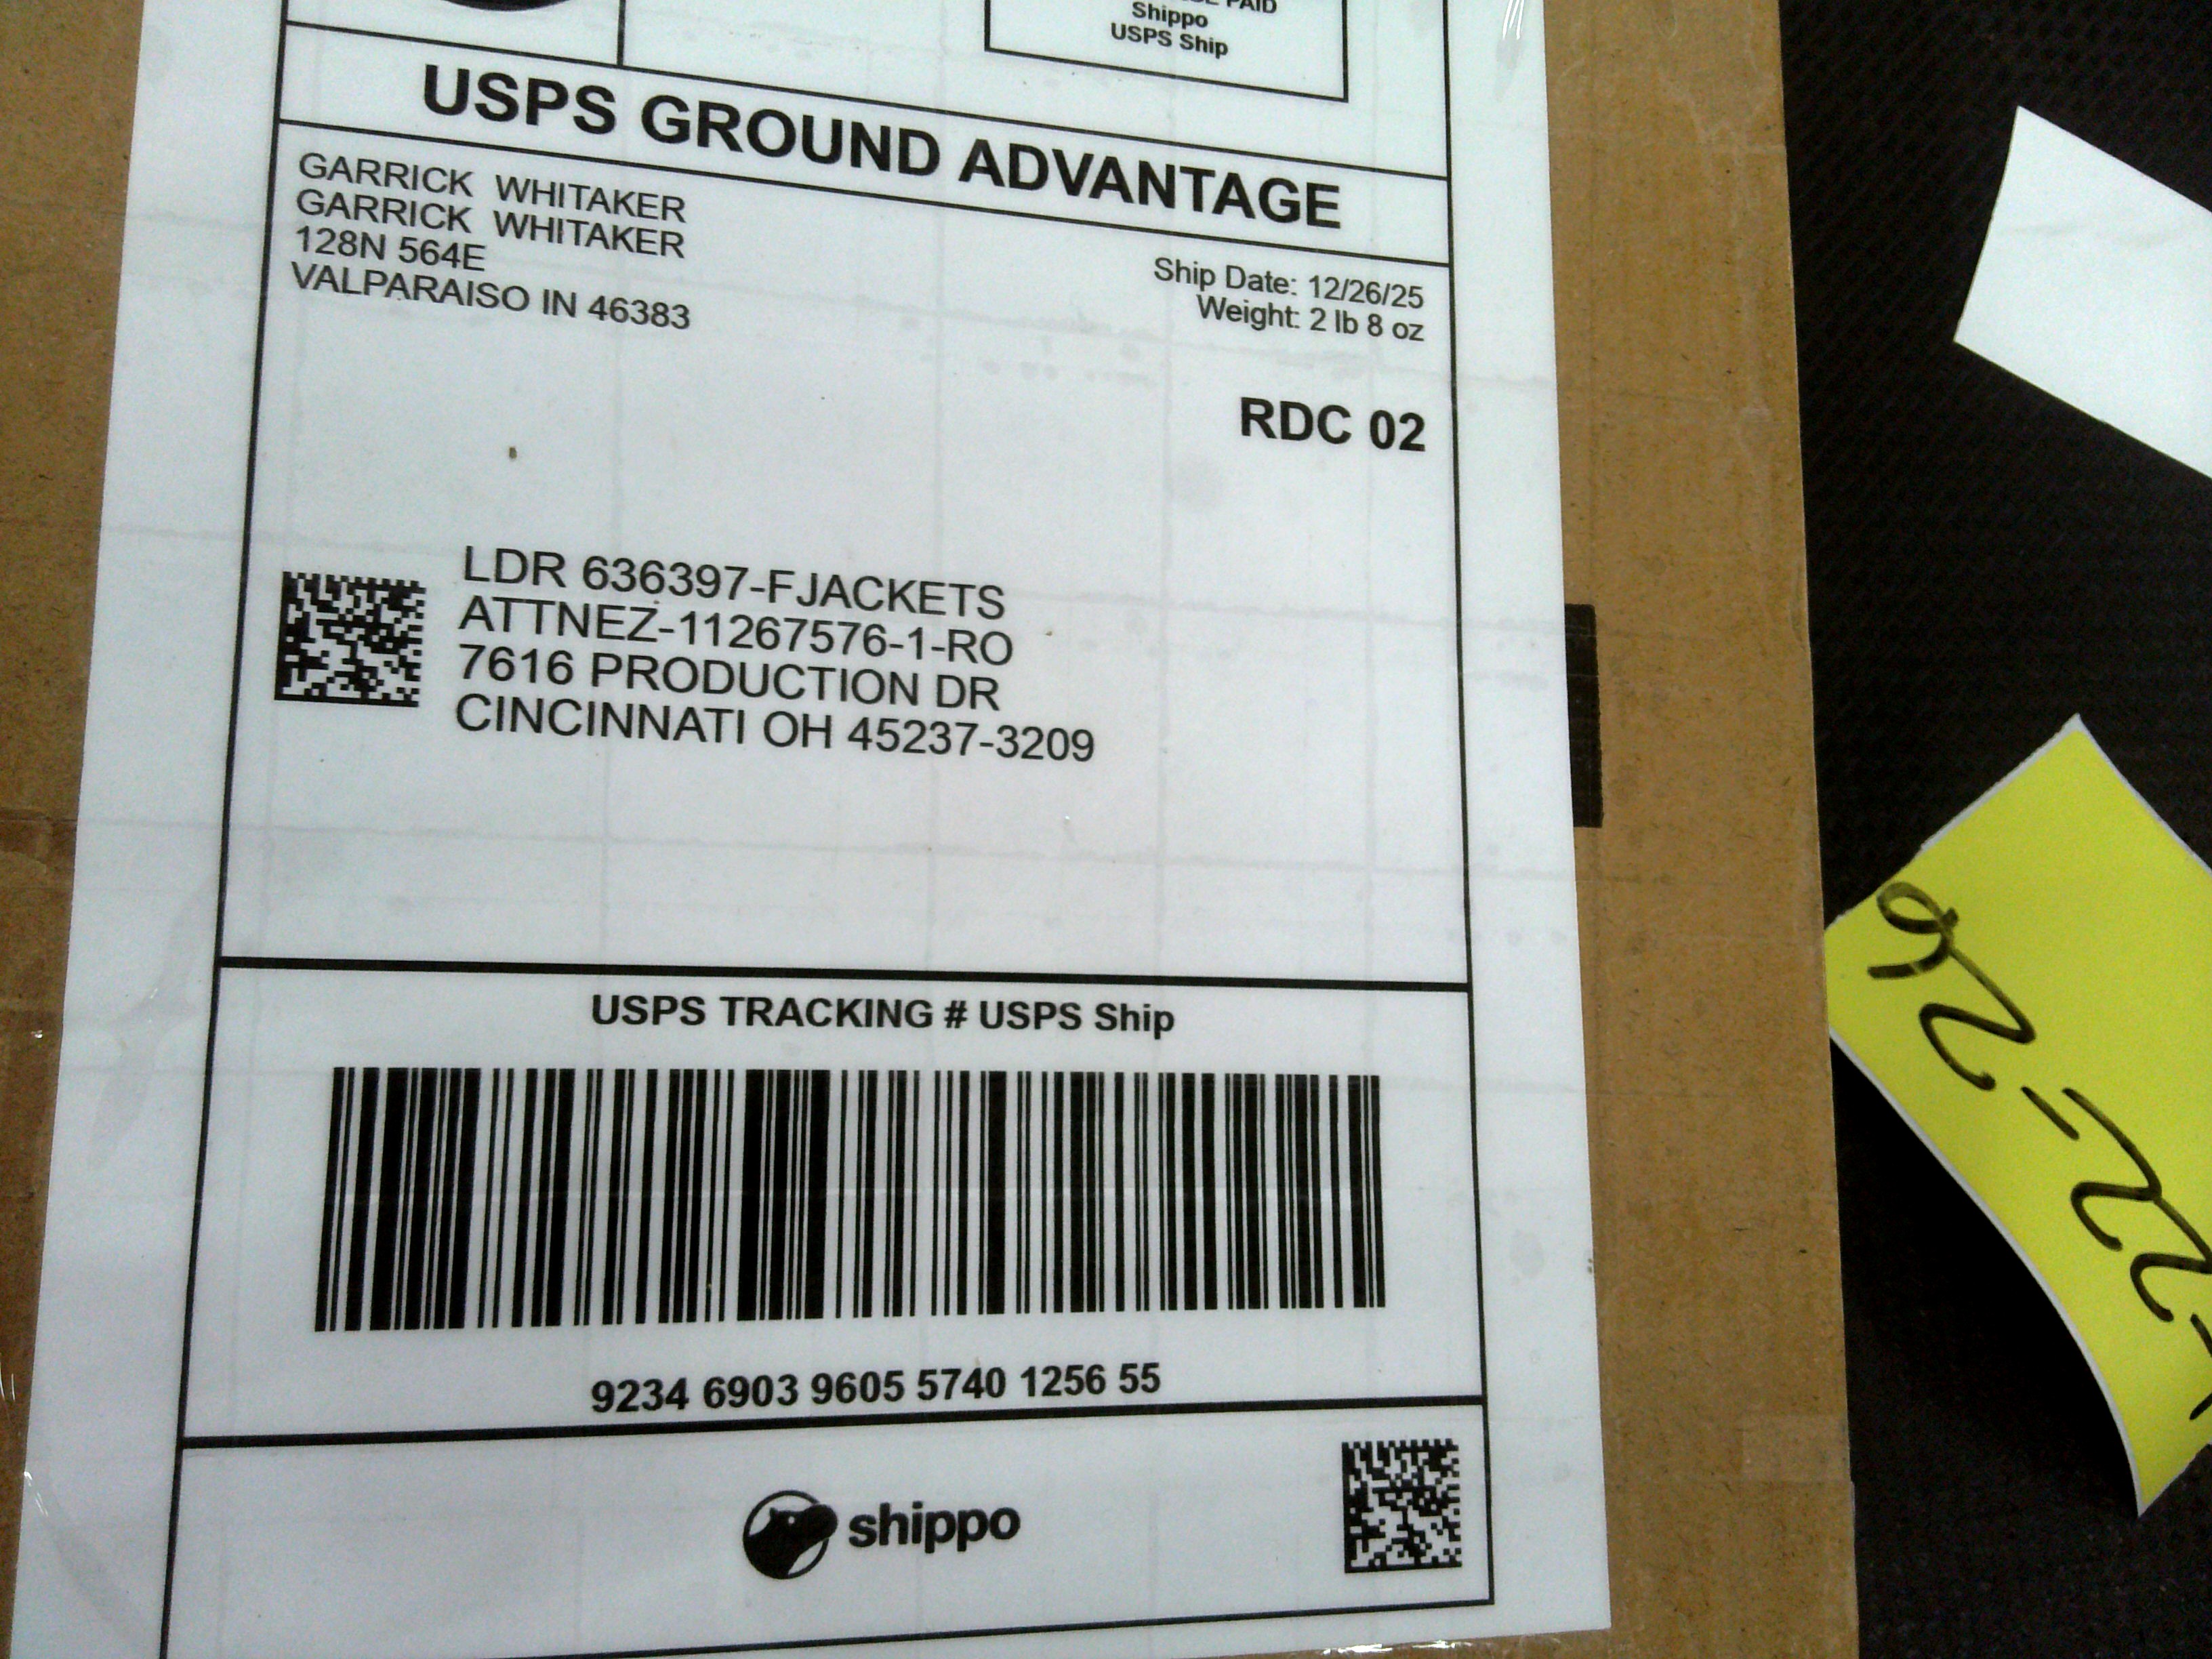 PAID
Shippo
USPS Ship
USPS GROUND ADVANTAGE
GARRICK WHITAKER
GARRICK WHITAKER
128N 564E
VALPARAISO IN 46383
Ship Date: 12/26/25
Weight: 2 lb 8 oz
RDC 02
LDR 636397-FJACKETS
ATTNEZ-11267576-1-RO
7616 PRODUCTION DR
CINCINNATI OH 45237-3209
USPS TRACKING # USPS Ship
9234 6903 9605 5740 1256 55
shippo